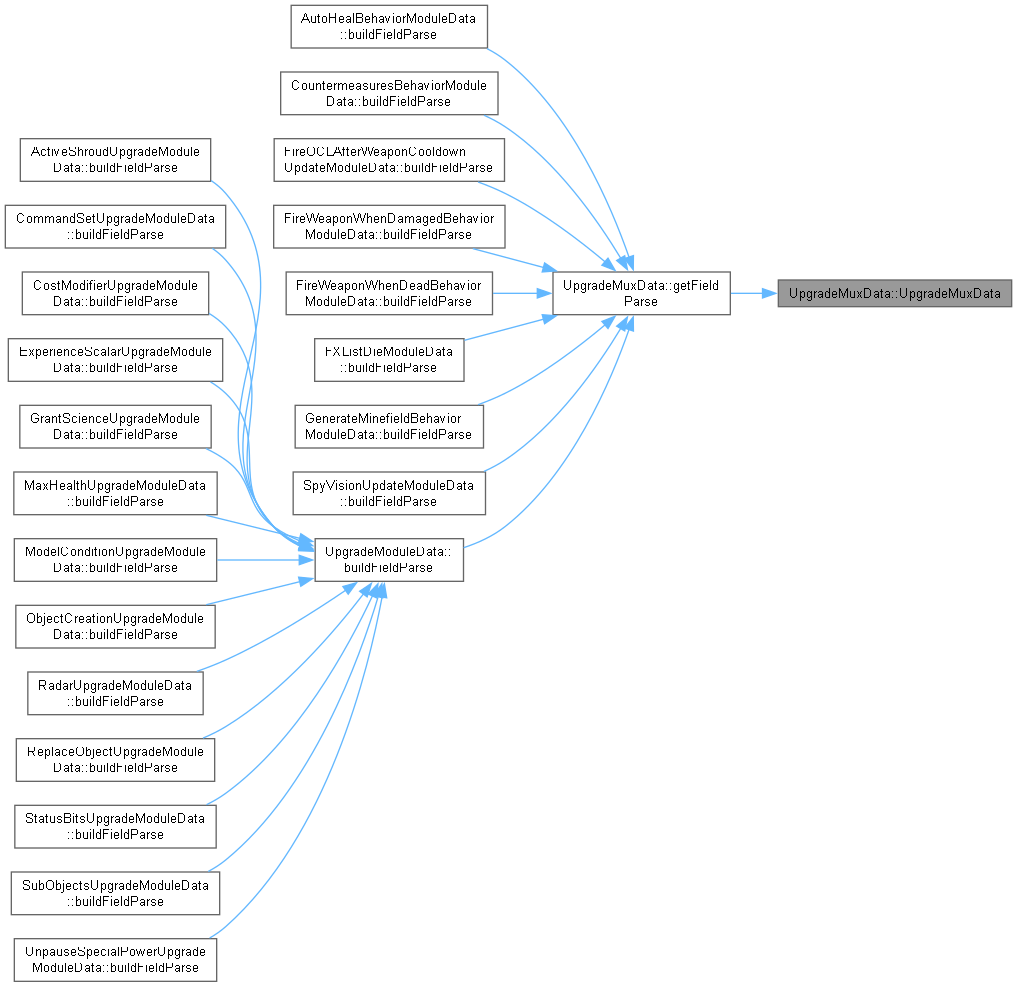 AutoHealBehaviorModuleData
::buildFieldParse
CountermeasuresBehaviorModule
Data::buildFieldParse
FireOCLAfterWeaponCooldown
UpdateModuleData::buildFieldParse
FireWeaponWhenDamagedBehavior
ModuleData::buildFieldParse
FireWeaponWhenDeadBehavior
ModuleData::buildFieldParse
FXListDieModuleData
::buildFieldParse
GenerateMinefieldBehavior
ModuleData::buildFieldParse
SpyVisionUpdateModuleData
::buildFieldParse
ActiveShroudUpgradeModule
Data::buildFieldParse
CommandSetUpgradeModuleData
::buildFieldParse
CostModifierUpgradeModule
Data::buildFieldParse
ExperienceScalarUpgradeModule
Data::buildFieldParse
GrantScienceUpgradeModule
Data::buildFieldParse
MaxHealthUpgradeModuleData
::buildFieldParse
ModelConditionUpgradeModule
Data::buildFieldParse
ObjectCreationUpgradeModule
Data::buildFieldParse
RadarUpgradeModuleData
::buildFieldParse
ReplaceObjectUpgradeModule
Data::buildFieldParse
StatusBitsUpgradeModuleData
::buildFieldParse
SubObjectsUpgradeModuleData
::buildFieldParse
UnpauseSpecialPowerUpgrade
ModuleData::buildFieldParse
UpgradeModuleData::
buildFieldParse
UpgradeMuxData::getField
Parse
UpgradeMuxData::UpgradeMuxData